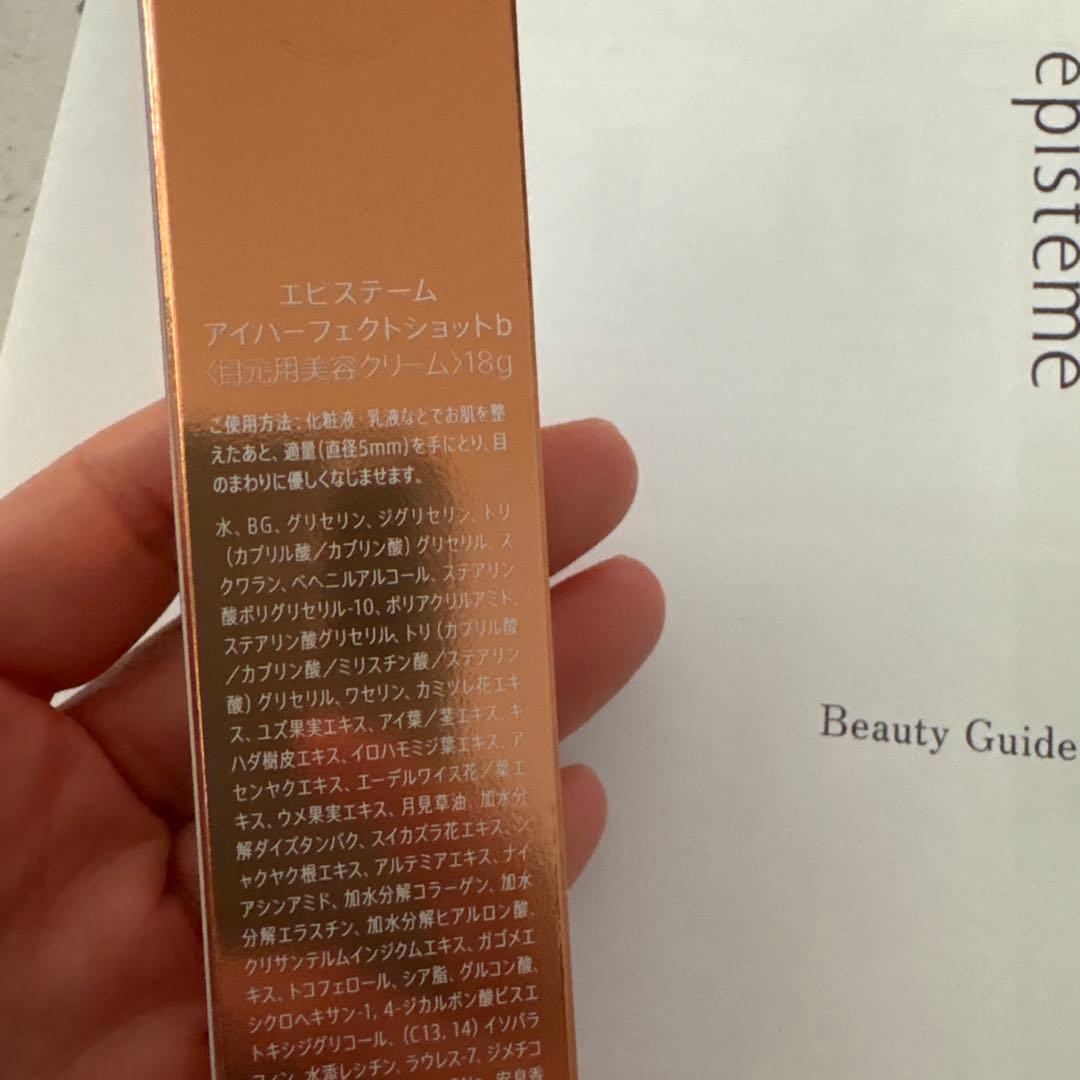 エピステーム
アイパーフェクトショットb
〈目元用美容クリーム〉18g
ご使用方法：化粧液・乳液などでお肌を整
えたあと、適量(直径5mm)を手にとり、目
のまわりに優しくなじませます。
水、BG、グリセリン、ジグリセリン、トリ
(カプリル酸／カプリン酸)グリセリル、ス
クワラン、ベヘニルアルコール、ステアリン
酸ポリグリセリル-10、ポリアクリルアミド、
ステアリン酸グリセリル、トリ(カプリル酸
／カプリン酸／ミリスチン酸／ステアリン
酸)グリセリル、ワセリン、カミツレ花エキ
ス、ユズ果実エキス、アイ葉／茎エキス、キ
ハダ樹皮エキス、イロハモミジ葉エキス、ア
センヤクエキス、エーデルワイス花／葉エ
キス、ウメ果実エキス、月見草油、加水分
解ダイズタンパク、スイカズラ花エキス、シ
ャクヤク根エキス、アルテミアエキス、ナイ
アシンアミド、加水分解コラーゲン、加水
分解エラスチン、加水分解ヒアルロン酸、
クリサンテルムインジクムエキス、ガゴメエ
キス、トコフェロール、シア脂、グルコン酸、
シクロヘキサン-1, 4-ジカルボン酸ビスエ
トキシジグリコール、(C13, 14)イソパラ
フィン、水添レシチン、ラウレス-7、ジメチコ
安息香
episteme
Beauty Guide